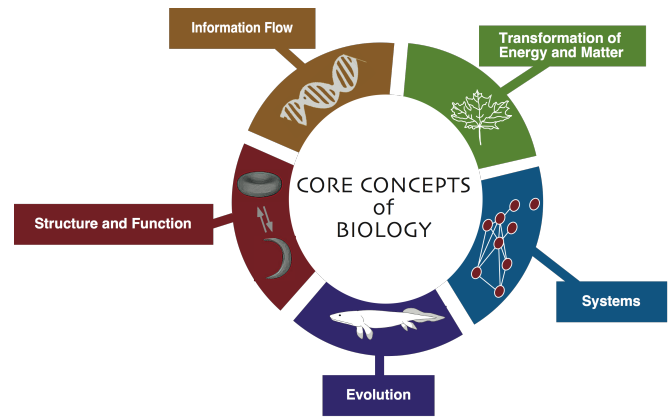 Information Flow
Transformation of
Energy and Matter
CORE CONCEPTS
of
BIOLOGY
Structure and Function
Systems
Evolution